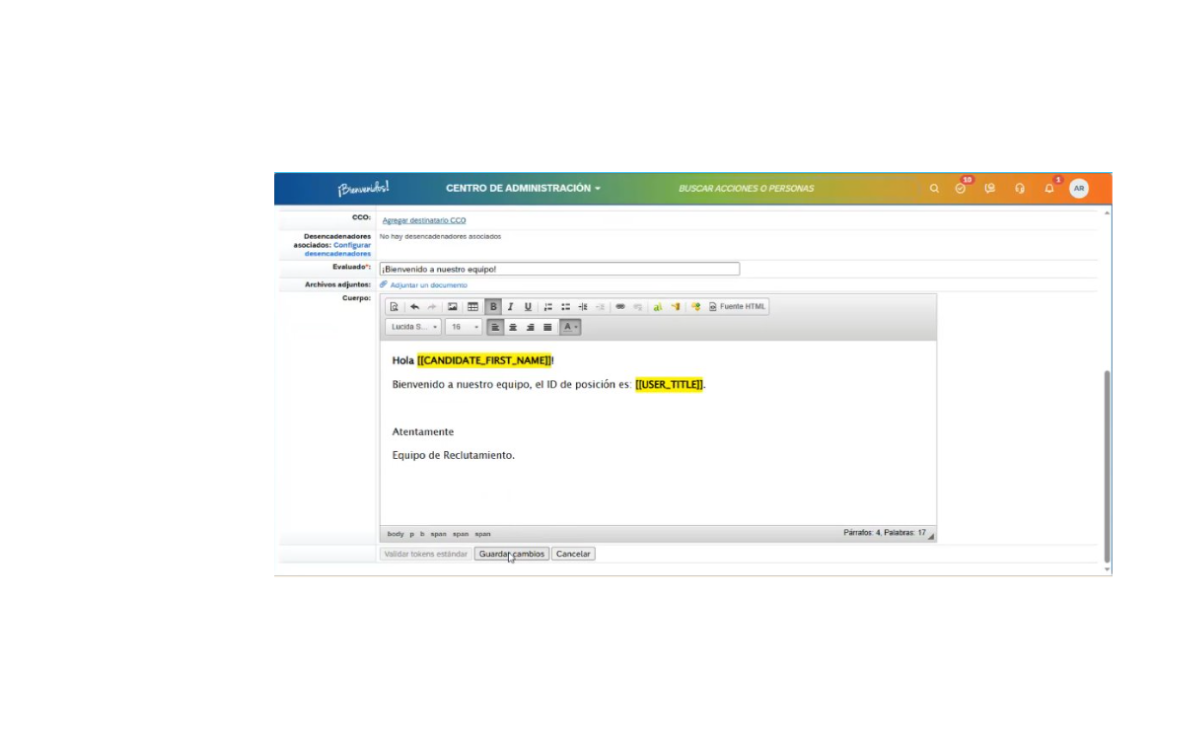 ¡Bienvenidos!
CENTRO DE ADMINISTRACIÓN
BUSCAR ACCIONES O PERSONAS
10
1
AR
CCO:
Agregar destinatario CCO
Desencadenadores
asociados: Configurar
desencadenadores
No hay desencadenadores asociados
Evaluado*:
¡Bienvenido a nuestro equipo!
Archivos adjuntos:
Adjuntar un documento
Cuerpo:
B I U
Fuente HTML
Lucida S...
16
A
Hola [[CANDIDATE_FIRST_NAME]]!
Bienvenido a nuestro equipo, el ID de posición es: [[USER_TITLE]].
Atentamente
Equipo de Reclutamiento.
body p b span span span
Párrafos: 4, Palabras: 17
Validar tokens estándar
Guardar cambios
Cancelar